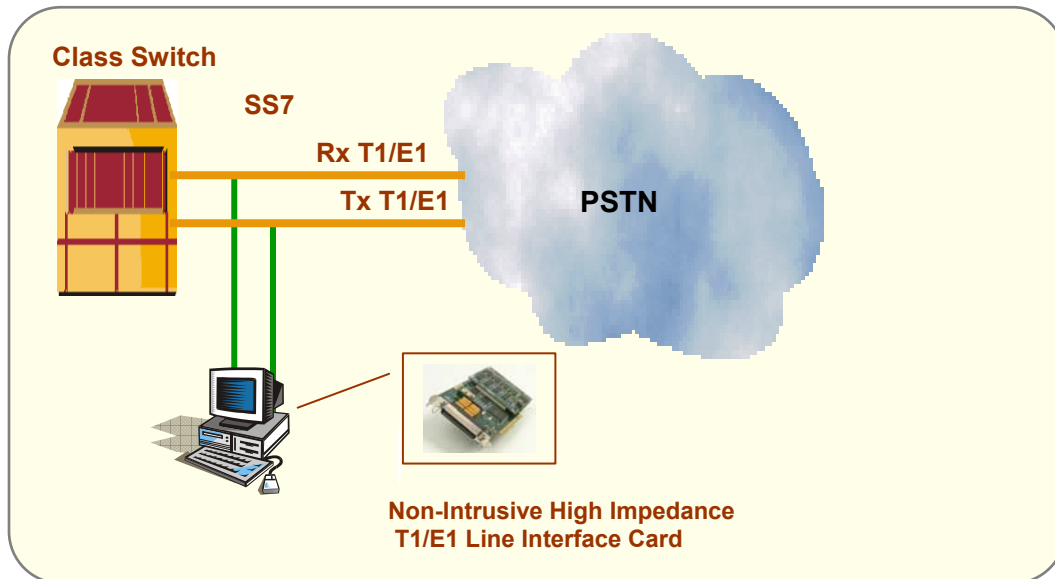 Class Switch
SS7
Rx T1/E1
Tx T1/E1
PSTN
Non-Intrusive High Impedance
T1/E1 Line Interface Card